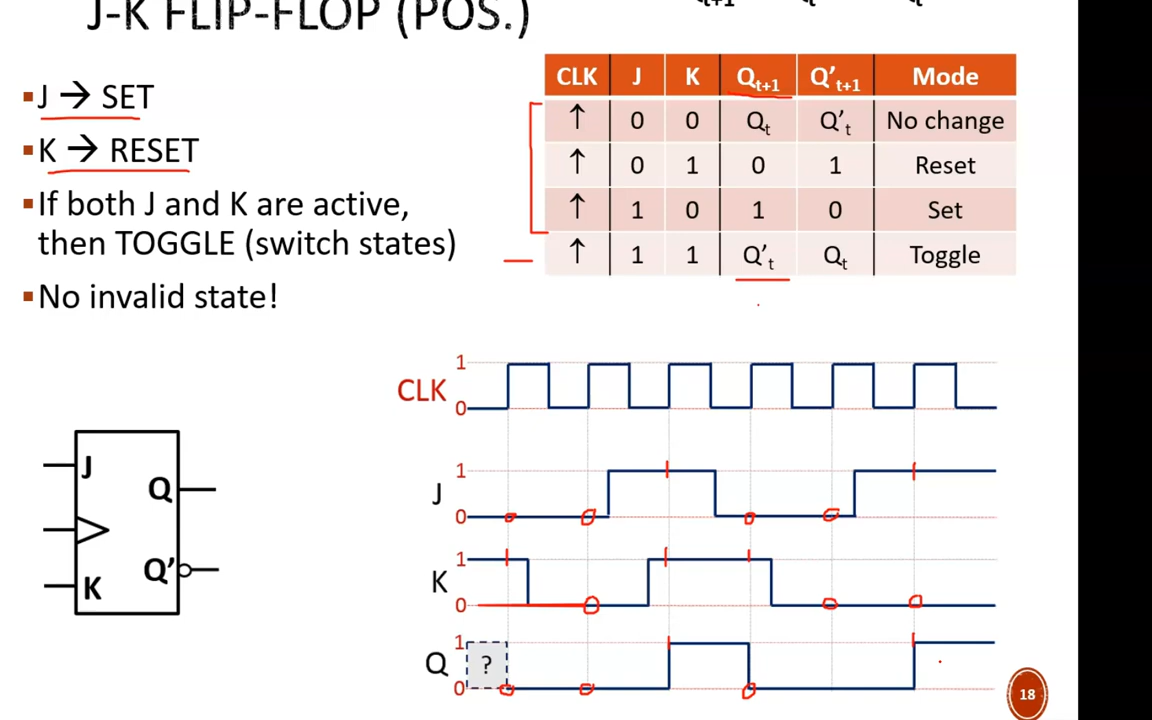 J-K FLIP-FLOP (POS.)
▪J → SET
▪K → RESET
▪If both J and K are active,
then TOGGLE (switch states)
▪No invalid state!
CLK J K Qt+1 Q't+1 Mode
↑ 0 0 Qt Q't No change
↑ 0 1 0 1 Reset
↑ 1 0 1 0 Set
↑ 1 1 Q't Qt Toggle
J
Q
Q'
K
CLK
1
0
J
1
0
K
1
0
Q
1
0
?
18